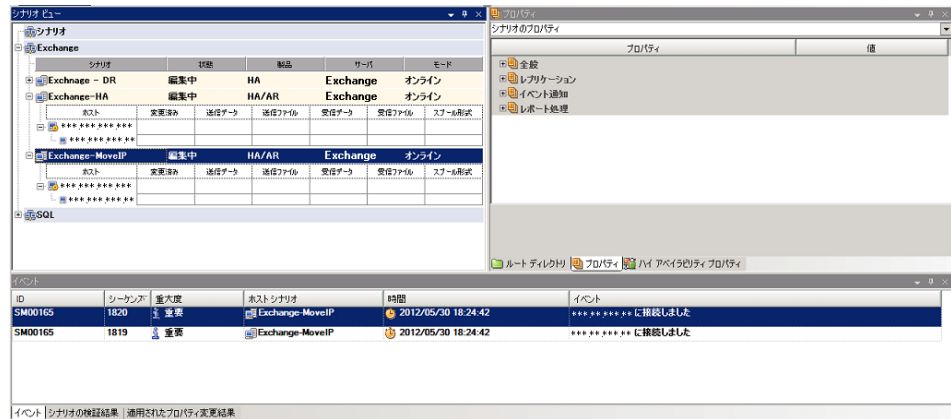 シナリオ ビュー
シナリオ
Exchange
シナリオ 状態 製品 サーバ モード
Exchnage - DR 編集中 HA Exchange オンライン
Exchange-HA 編集中 HA/AR Exchange オンライン
ホスト 変更済み 送信データ 送信ファイル 受信データ 受信ファイル スプール形式
***.***.***.***
***.***.***.**
Exchange-MoveIP 編集中 HA/AR Exchange オンライン
ホスト 変更済み 送信データ 送信ファイル 受信データ 受信ファイル スプール形式
***.***.***.***
***.***.***.**
SQL
プロパティ
シナリオのプロパティ
プロパティ 値
全般
レプリケーション
イベント通知
レポート処理
ルート ディレクトリ プロパティ ハイ アベイラビリティ プロパティ
イベント
ID シーケンス 重大度 ホスト シナリオ 時間 イベント
SM00165 1820 重要 Exchange-MoveIP 2012/05/30 18:24:42 ***.**.***.** に接続しました
SM00165 1819 重要 Exchange-MoveIP 2012/05/30 18:24:42 ***.**.***.** に接続しました
イベント シナリオの検証結果 適用されたプロパティ変更結果